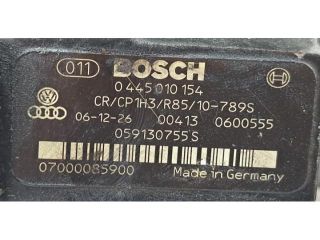 011 BOSCH
0 445 010 154
CR/CP1H3/R85/10-789S
06-12-26 00413 0600555
059130755 S
07000085900 Made in Germany